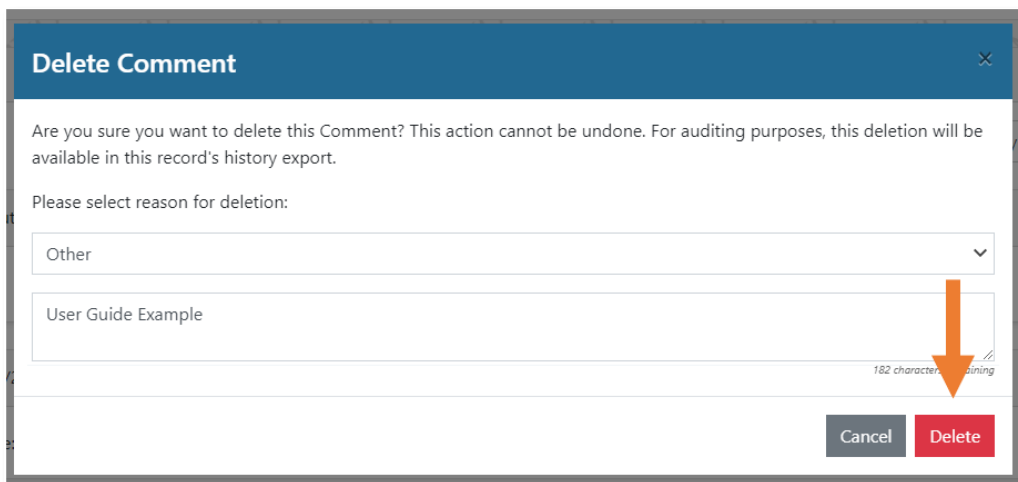 Delete Comment
×
Are you sure you want to delete this Comment? This action cannot be undone. For auditing purposes, this deletion will be
available in this record's history export.
Please select reason for deletion:
Other
User Guide Example
182 characters
Cancel Delete